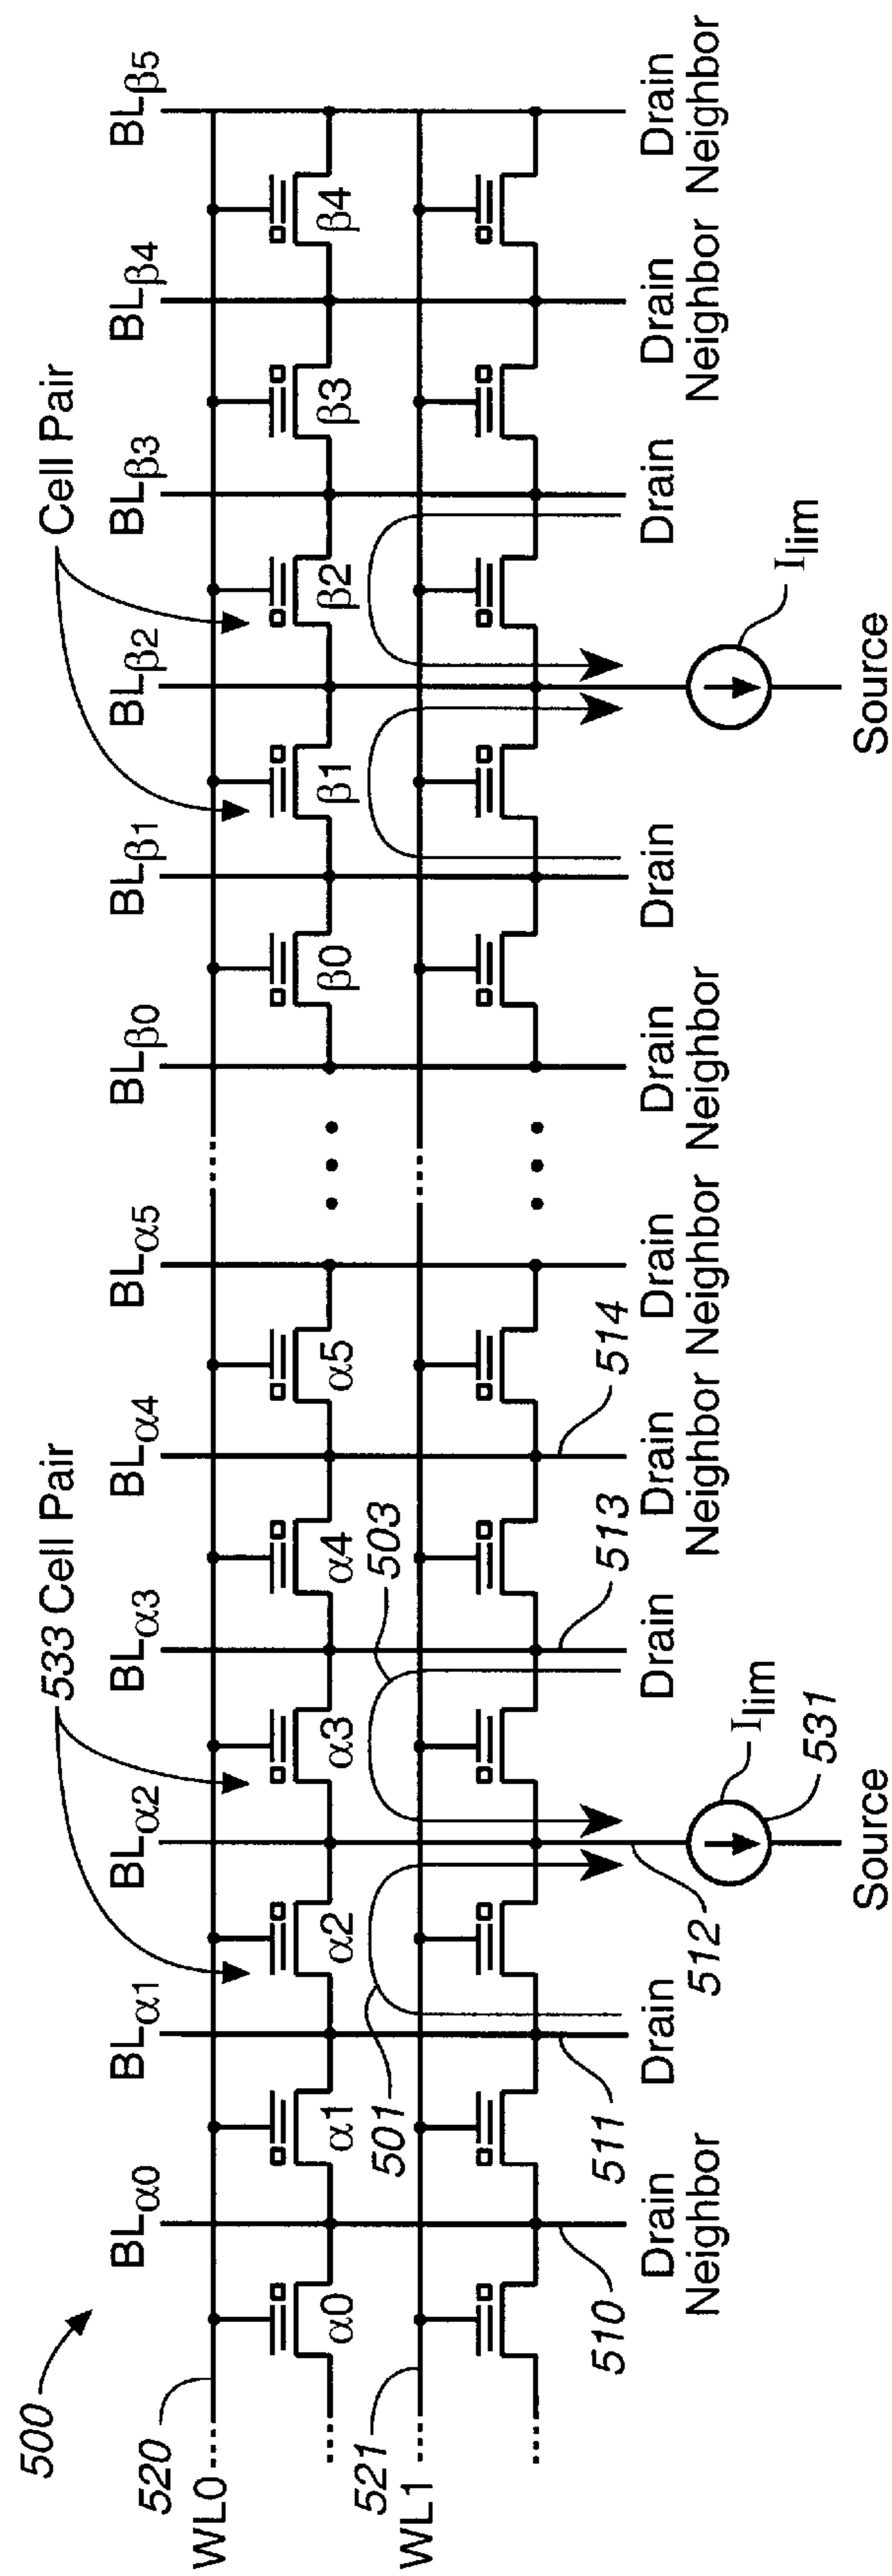 500
533 Cell Pair
Cell Pair
BLα0
BLα1
BLα2
BLα3
BLα4
BLα5
BLβ0
BLβ1
BLβ2
BLβ3
BLβ4
BLβ5
520
WL0
α0
α1
α2
α3
α4
α5
β0
β1
β2
β3
β4
501
503
521
WL1
510
511
512
513
514
Drain Neighbor
Drain
Drain
Drain Neighbor
Drain Neighbor
Drain Neighbor
Drain
Drain
Drain Neighbor
Drain Neighbor
Ilim
531
Ilim
Source
Source